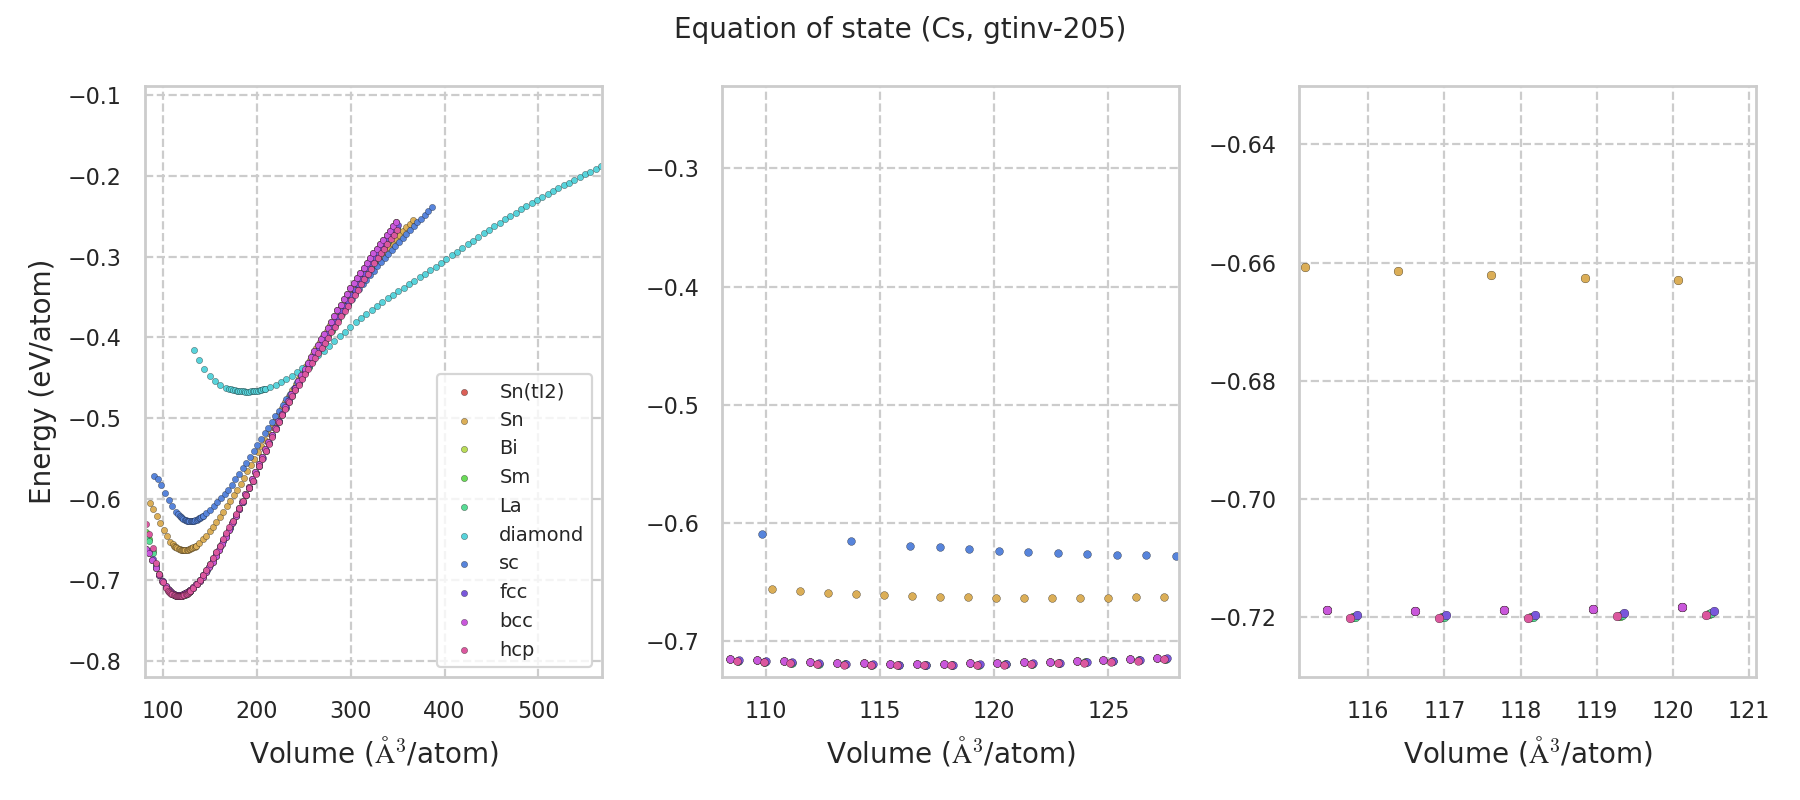 Equation of state (Cs, gtinv-205)
Energy (eV/atom)
−0.1
−0.2
−0.3
−0.4
−0.5
−0.6
−0.7
−0.8
100 200 300 400 500
Volume (Å³/atom)
Sn(tI2)
Sn
Bi
Sm
La
diamond
sc
fcc
bcc
hcp
−0.3
−0.4
−0.5
−0.6
−0.7
110 115 120 125
Volume (Å³/atom)
−0.64
−0.66
−0.68
−0.70
−0.72
116 117 118 119 120 121
Volume (Å³/atom)